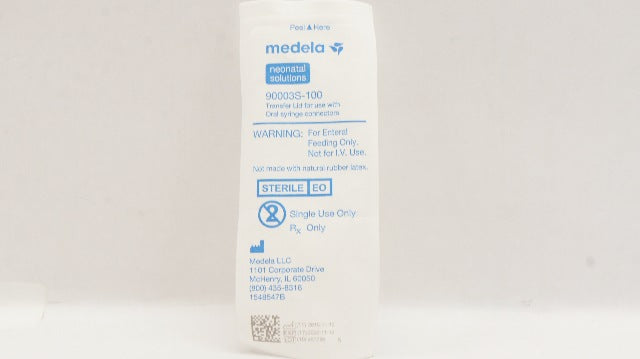 Peel & Here
medela
neonatal
solutions
90003S-100
Transfer Lid for use with
Oral syringe connectors
WARNING: For Enteral
Feeding Only.
Not for I.V. Use.
Not made with natural rubber latex.
STERILE EO
Single Use Only
Rx Only
Medela LLC
1101 Corporate Drive
McHenry, IL 60050
(800) 435-8316
1548547B